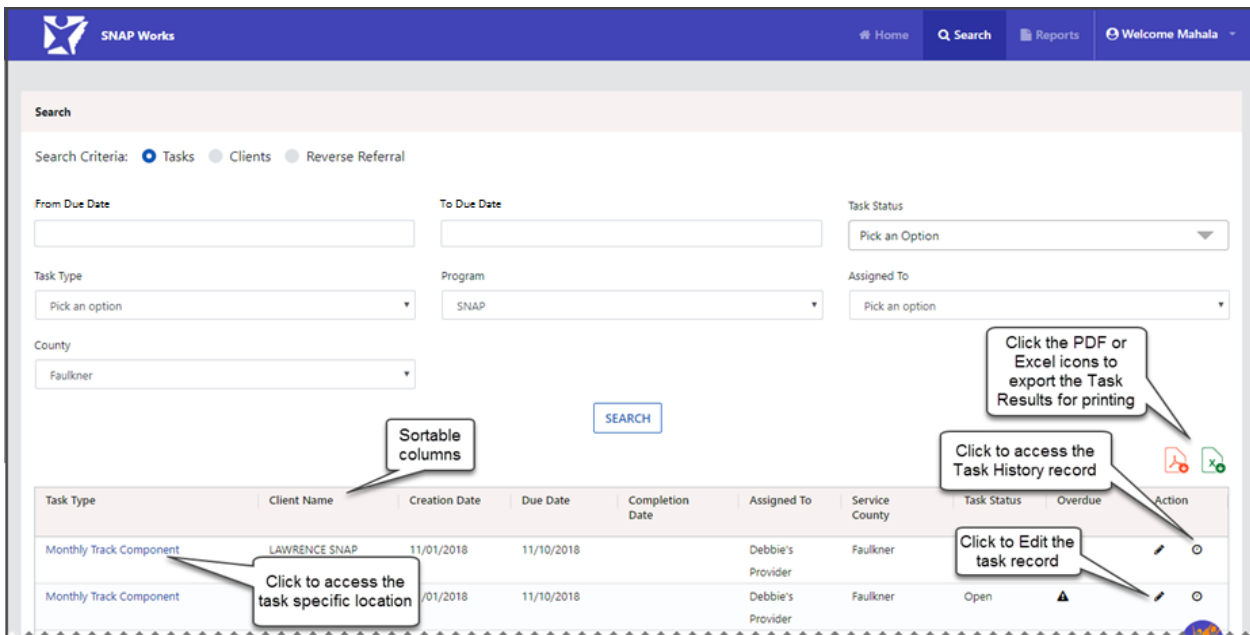 SNAP Works
Home
Search
Reports
Welcome Mahala
Search
Search Criteria: Tasks Clients Reverse Referral
From Due Date
To Due Date
Task Status
Pick an Option
Task Type
Program
Assigned To
Pick an option
SNAP
Pick an option
County
Faulkner
Click the PDF or
Excel icons to
export the Task
Results for printing
SEARCH
Sortable
columns
Click to access the
Task History record
Task Type
Client Name
Creation Date
Due Date
Completion
Date
Assigned To
Service
County
Task Status
Overdue
Action
Monthly Track Component
LAWRENCE SNAP
11/01/2018
11/10/2018
Debbie's
Provider
Faulkner
Click to Edit the
task record
Click to access the
task specific location
Monthly Track Component
/01/2018
11/10/2018
Debbie's
Provider
Faulkner
Open